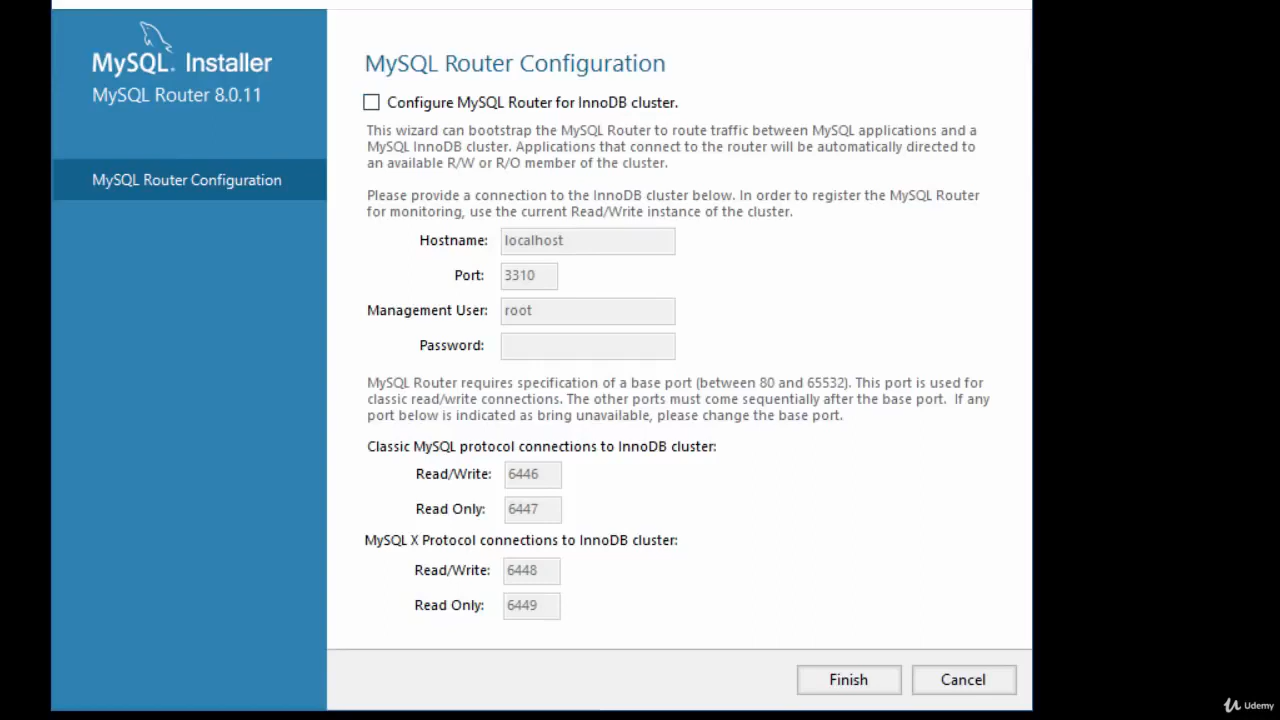 MySQL. Installer
MySQL Router 8.0.11
MySQL Router Configuration
MySQL Router Configuration
Configure MySQL Router for InnoDB cluster.
This wizard can bootstrap the MySQL Router to route traffic between MySQL applications and a
MySQL InnoDB cluster. Applications that connect to the router will be automatically directed to
an available R/W or R/O member of the cluster.
Please provide a connection to the InnoDB cluster below. In order to register the MySQL Router
for monitoring, use the current Read/Write instance of the cluster.
Hostname: localhost
Port: 3310
Management User: root
Password:
MySQL Router requires specification of a base port (between 80 and 65532). This port is used for
classic read/write connections. The other ports must come sequentially after the base port. If any
port below is indicated as bring unavailable, please change the base port.
Classic MySQL protocol connections to InnoDB cluster:
Read/Write: 6446
Read Only: 6447
MySQL X Protocol connections to InnoDB cluster:
Read/Write: 6448
Read Only: 6449
Finish Cancel
Udemy